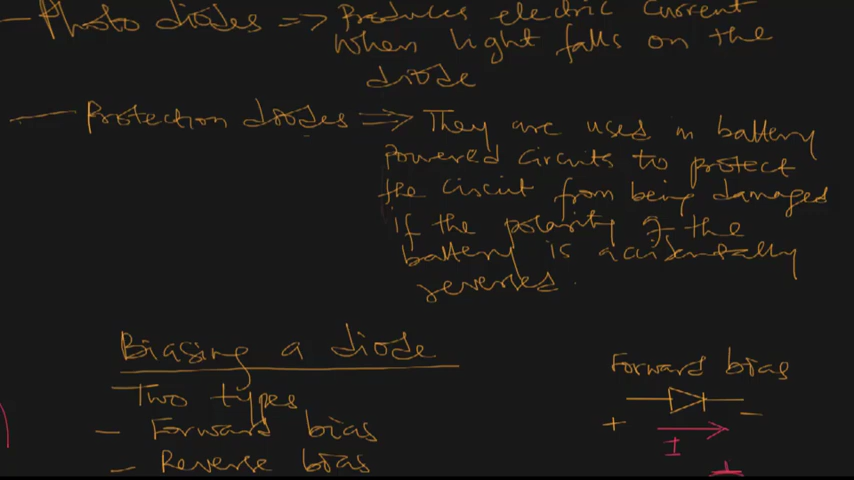 - Photo diodes => Produces electric current
when light falls on the
diode
- Protection diodes => They are used in battery
powered circuits to protect
the circuit from being damaged
if the polarity of the
battery is accidentally
reversed.
Biasing a diode
Two types
- Forward bias
- Reverse bias
Forward bias
+ -
I